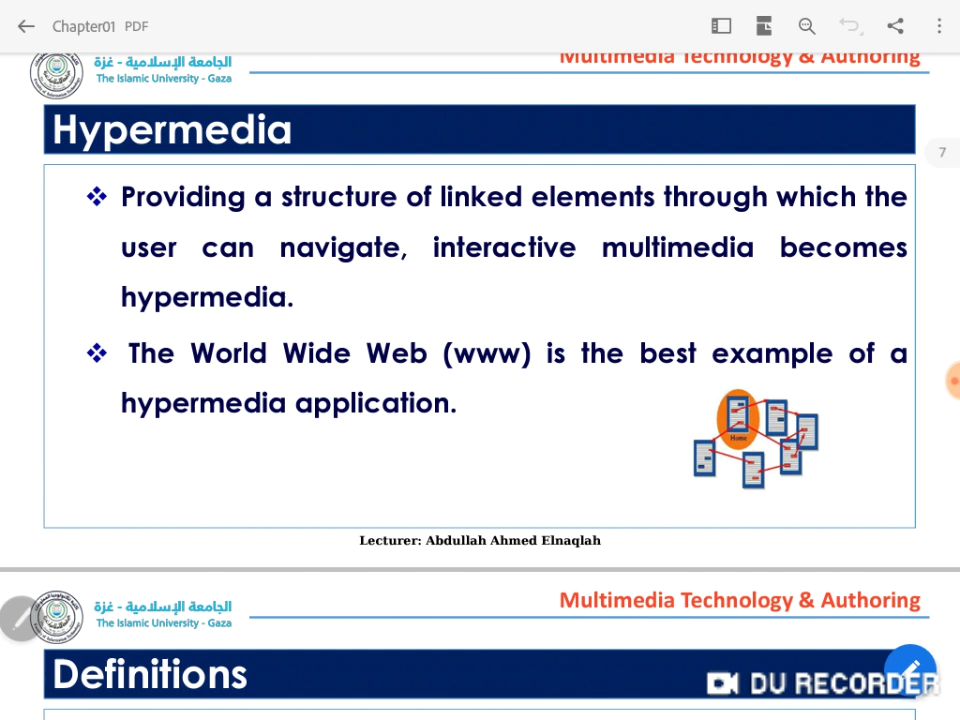 Chapter01 PDF
الجامعة الإسلامية - غزة
The Islamic University - Gaza
Multimedia Technology & Authoring
Hypermedia
7
❖ Providing a structure of linked elements through which the
user can navigate, interactive multimedia becomes
hypermedia.
❖ The World Wide Web (www) is the best example of a
hypermedia application.
Home
Lecturer: Abdullah Ahmed Elnaqlah
الجامعة الإسلامية - غزة
The Islamic University - Gaza
Multimedia Technology & Authoring
Definitions
DU RECORDER